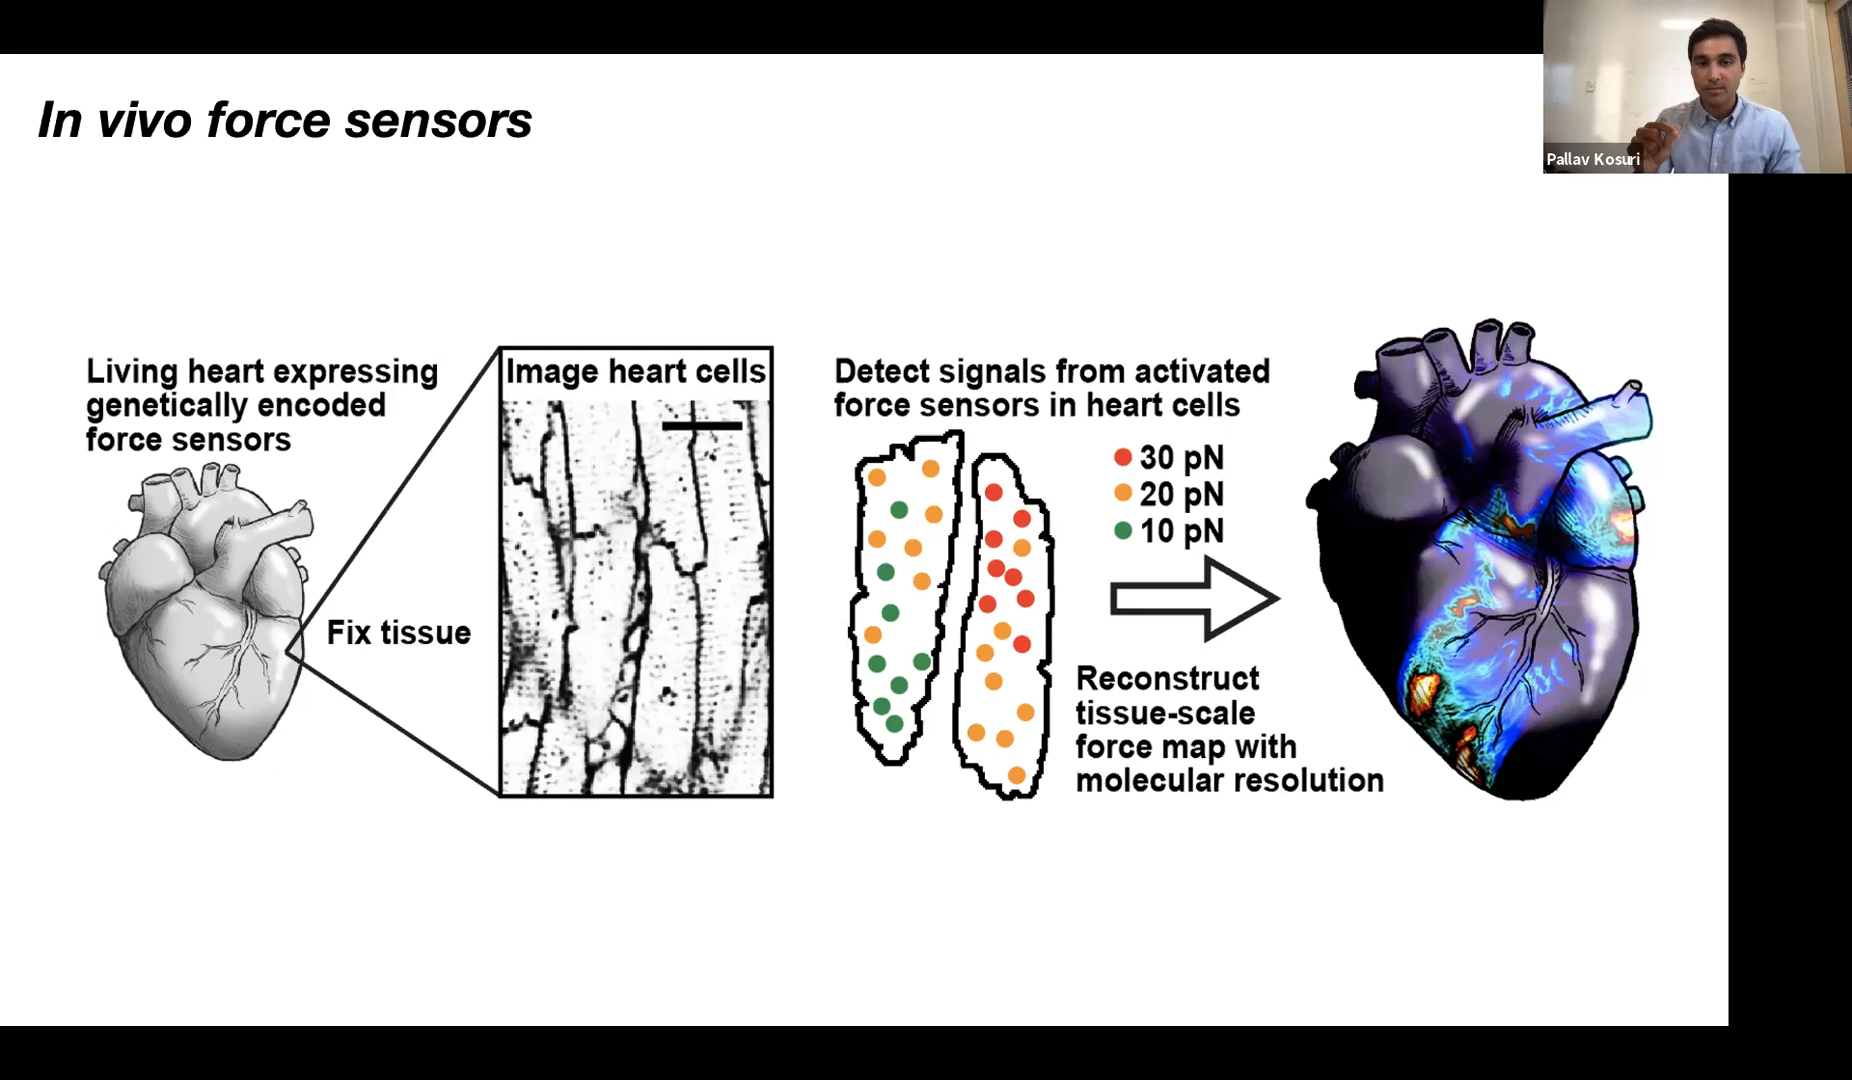 In vivo force sensors
Pallav Kosuri
Living heart expressing
genetically encoded
force sensors
Fix tissue
Image heart cells
Detect signals from activated
force sensors in heart cells
30 pN
20 pN
10 pN
Reconstruct
tissue-scale
force map with
molecular resolution